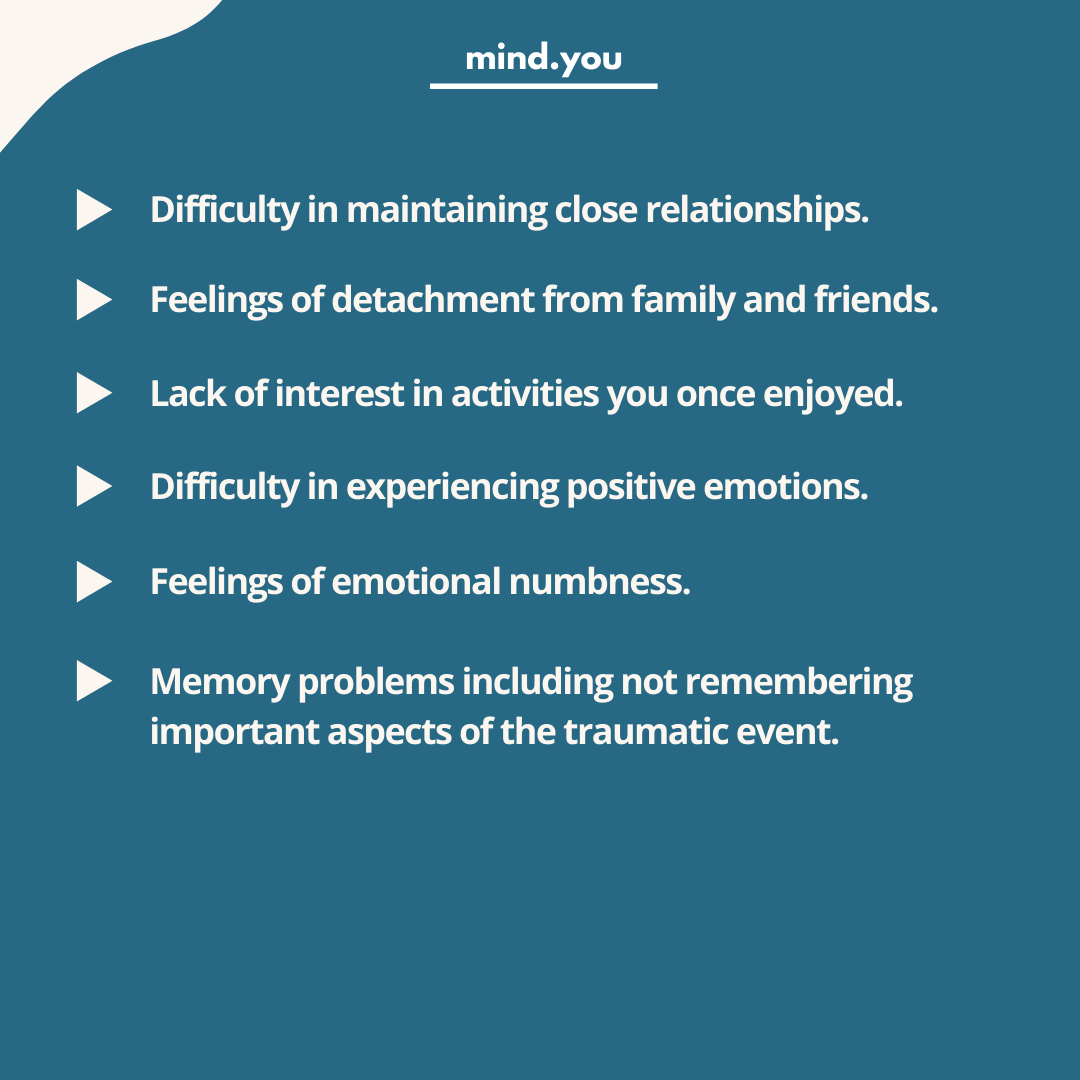 mind.you
Difficulty in maintaining close relationships.
Feelings of detachment from family and friends.
Lack of interest in activities you once enjoyed.
Difficulty in experiencing positive emotions.
Feelings of emotional numbness.
Memory problems including not remembering
important aspects of the traumatic event.